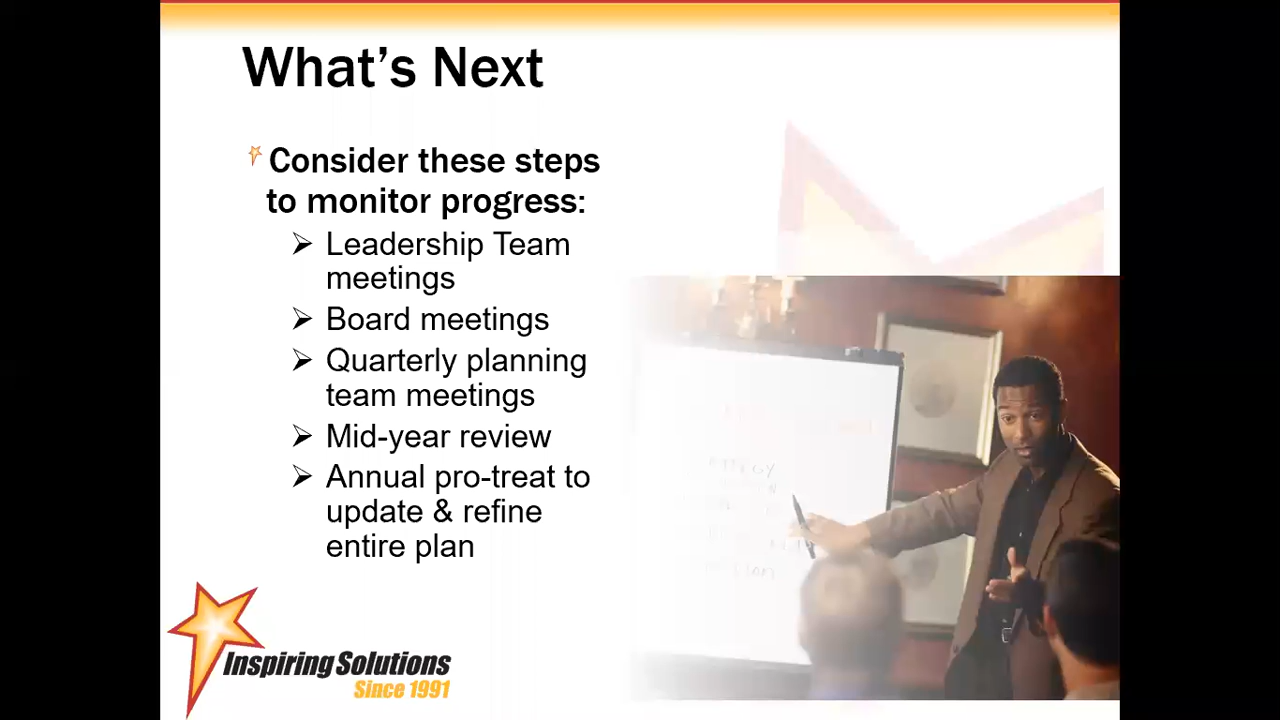 What's Next
Consider these steps
to monitor progress:
Leadership Team
meetings
Board meetings
Quarterly planning
team meetings
Mid-year review
Annual pro-treat to
update & refine
entire plan
Inspiring Solutions
Since 1991